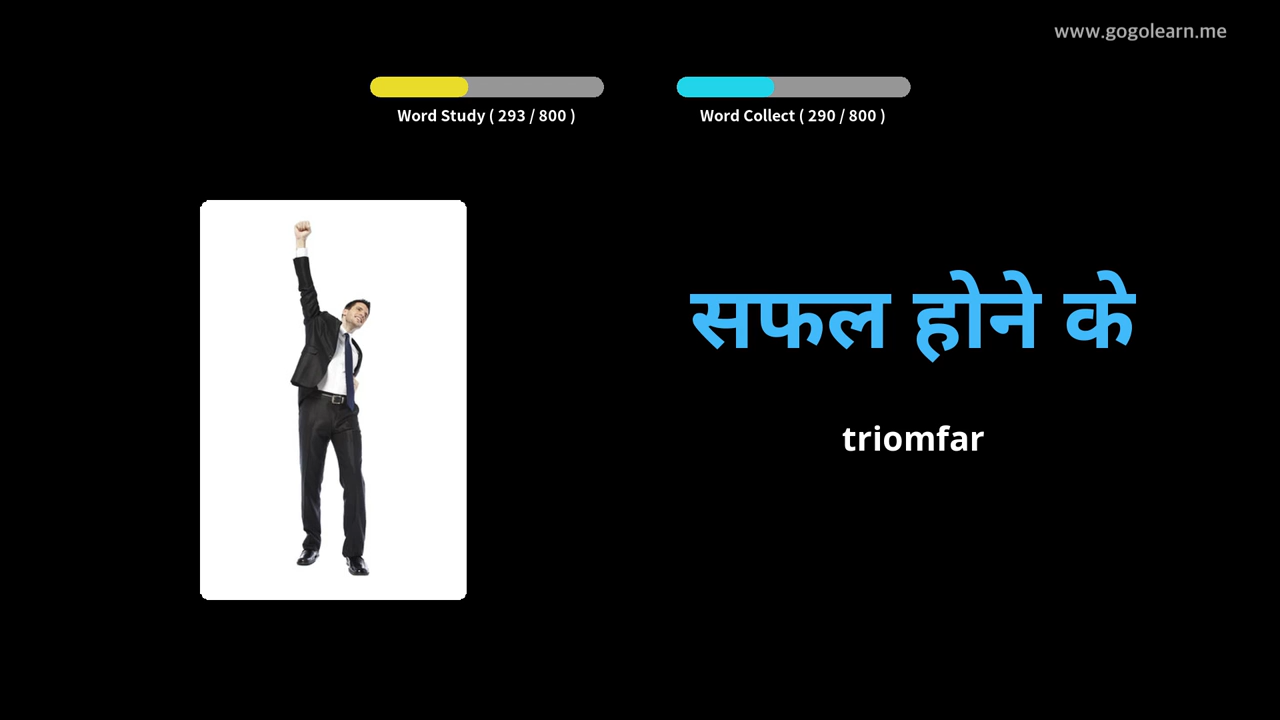 www.gogolearn.me
Word Study ( 293 / 800 )
Word Collect ( 290 / 800 )
सफल होने के
triomfar